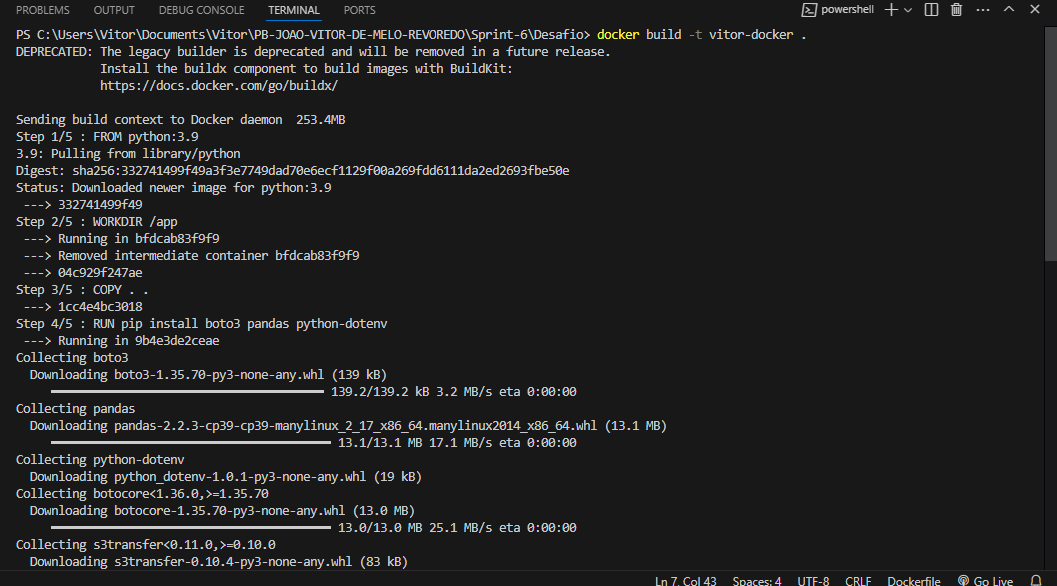 PROBLEMS OUTPUT DEBUG CONSOLE TERMINAL PORTS powershell
PS C:\Users\Vitor\Documents\Vitor\PB-JOAO-VITOR-DE-MELO-REVOREDO\Sprint-6\Desafio> docker build -t vitor-docker .
DEPRECATED: The legacy builder is deprecated and will be removed in a future release.
Install the buildx component to build images with BuildKit:
https://docs.docker.com/go/buildx/
Sending build context to Docker daemon 253.4MB
Step 1/5 : FROM python:3.9
3.9: Pulling from library/python
Digest: sha256:332741499f49a3f3e7749dad70e6ecf1129f00a269fdd6111da2ed2693fbe50e
Status: Downloaded newer image for python:3.9
---> 332741499f49
Step 2/5 : WORKDIR /app
---> Running in bfdcab83f9f9
---> Removed intermediate container bfdcab83f9f9
---> 04c929f247ae
Step 3/5 : COPY . .
---> 1cc4e4bc3018
Step 4/5 : RUN pip install boto3 pandas python-dotenv
---> Running in 9b4e3de2ceae
Collecting boto3
Downloading boto3-1.35.70-py3-none-any.whl (139 kB)
139.2/139.2 kB 3.2 MB/s eta 0:00:00
Collecting pandas
Downloading pandas-2.2.3-cp39-cp39-manylinux_2_17_x86_64.manylinux2014_x86_64.whl (13.1 MB)
13.1/13.1 MB 17.1 MB/s eta 0:00:00
Collecting python-dotenv
Downloading python_dotenv-1.0.1-py3-none-any.whl (19 kB)
Collecting botocore<1.36.0,>=1.35.70
Downloading botocore-1.35.70-py3-none-any.whl (13.0 MB)
13.0/13.0 MB 25.1 MB/s eta 0:00:00
Collecting s3transfer<0.11.0,>=0.10.0
Downloading s3transfer-0.10.4-py3-none-any.whl (83 kB)
Ln 7, Col 43 Spaces: 4 UTF-8 CRLF Dockerfile Go Live